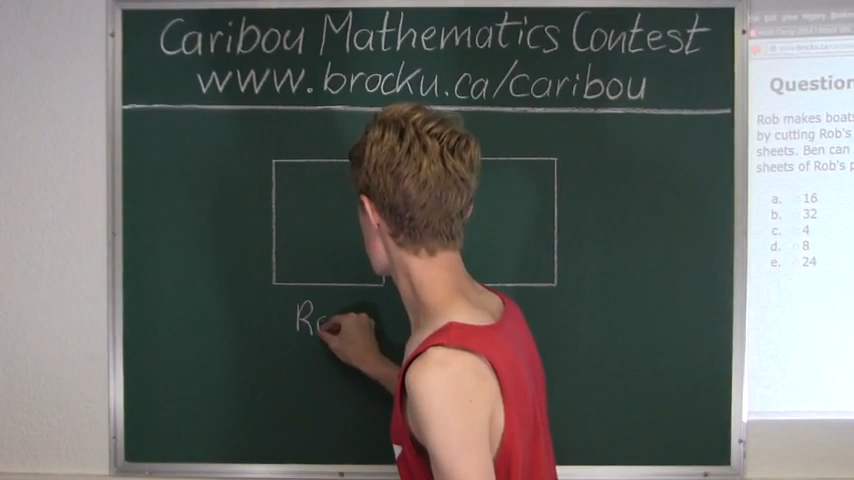 Caribou Mathematics Contest
www.brocku.ca/caribou
Ro
Question
Rob makes boats
by cutting Rob's
sheets. Ben can
sheets of Rob's p
a. 16
b. 32
c. 4
d. 8
e. 24